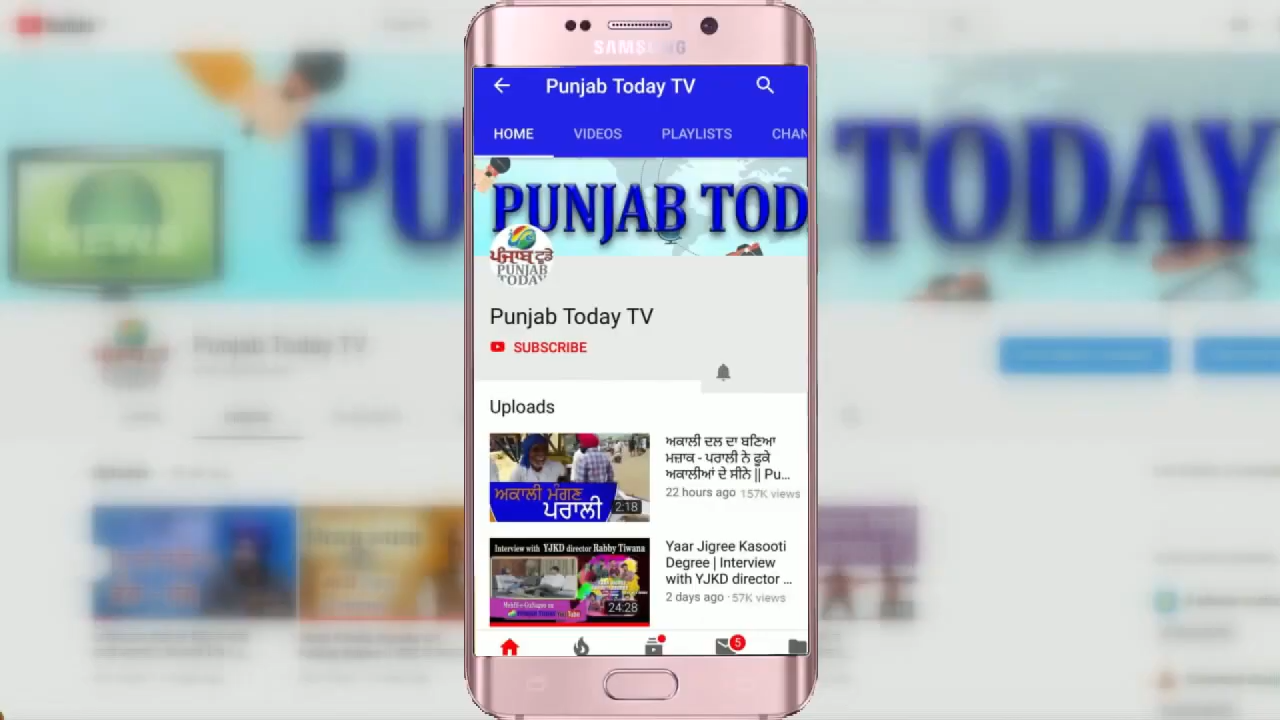 SAMSUNG
Punjab Today TV
HOME VIDEOS PLAYLISTS CHAN
PUNJAB TOD
PU
TODAY
ਪੰਜਾਬ ਟੂਡੇ
PUNJAB
TODAY
Punjab Today TV
SUBSCRIBE
Uploads
ਅਕਾਲੀ ਮੰਗਣ
ਪਰਾਲੀ
2:18
ਅਕਾਲੀ ਦਲ ਦਾ ਬਣਿਆ
ਮਜ਼ਾਕ - ਪਰਾਲੀ ਨੇ ਫੂਕੇ
ਅਕਾਲੀਆਂ ਦੇ ਸੀਨੇ || Pu...
22 hours ago 157K views
Interview with YJKD director Rabby Tiwana
PUNJAB TODAY YouTube
24:28
Yaar Jigree Kasooti
Degree | Interview
with YJKD director ...
2 days ago · 57K views
5